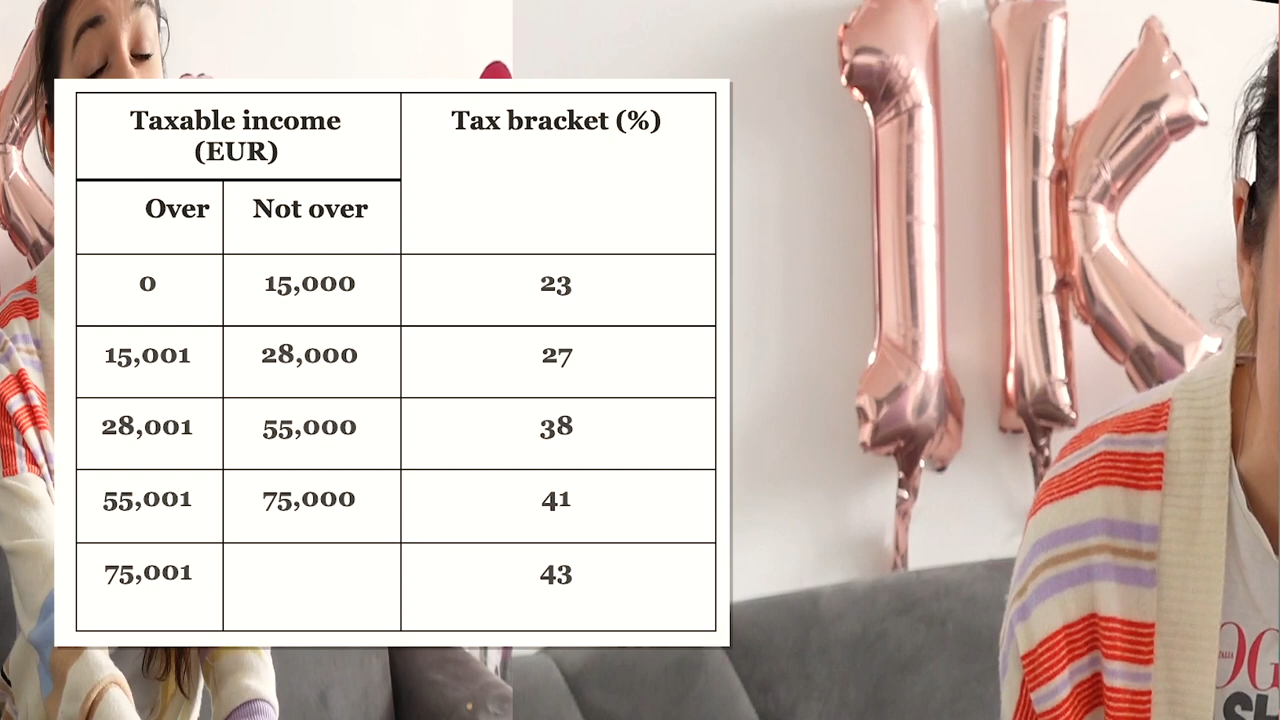 Taxable income
(EUR)
Tax bracket (%)
Over
Not over
0
15,000
23
15,001
28,000
27
28,001
55,000
38
55,001
75,000
41
75,001
43
1K